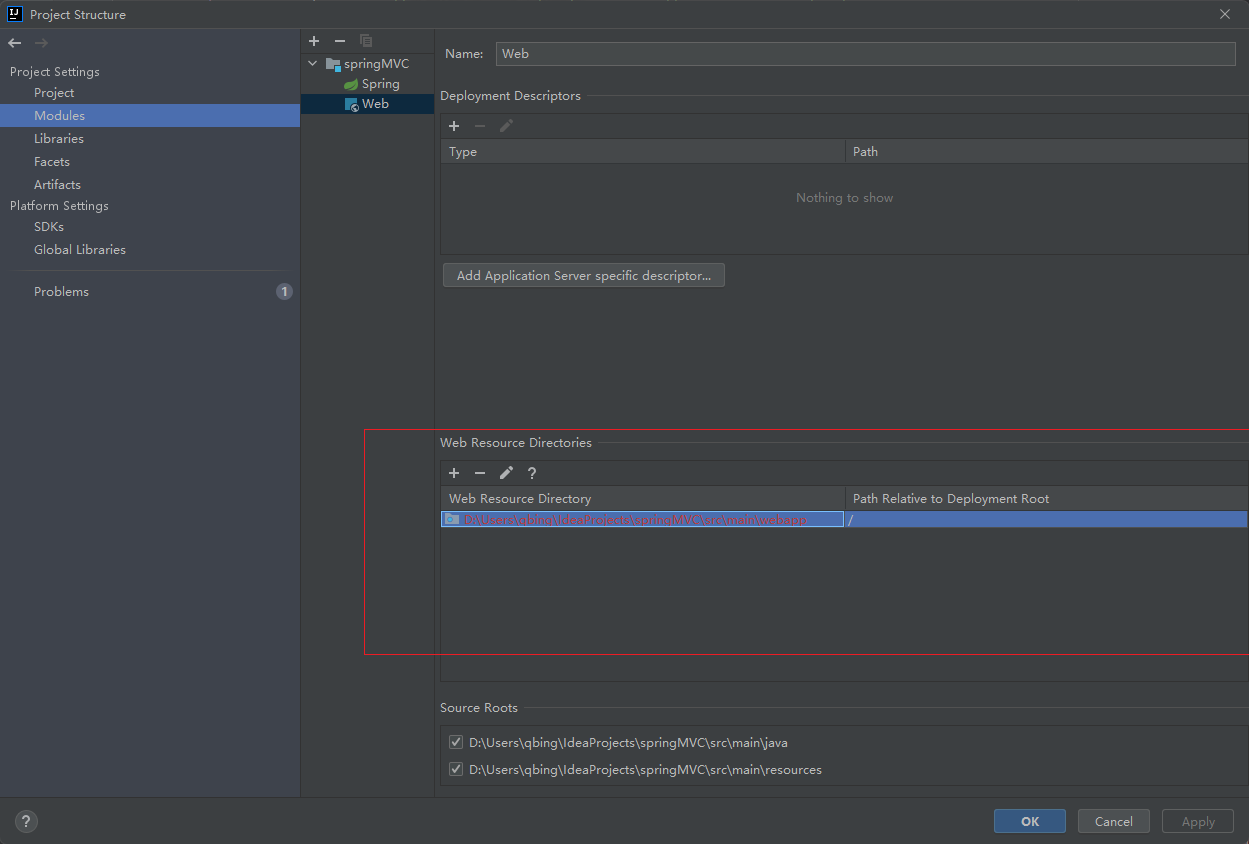 Project Structure
Project Settings
Project
Modules
Libraries
Facets
Artifacts
Platform Settings
SDKs
Global Libraries
Problems 1
springMVC
Spring
Web
Name: Web
Deployment Descriptors
Type Path
Nothing to show
Add Application Server specific descriptor...
Web Resource Directories
Web Resource Directory Path Relative to Deployment Root
D:\Users\qbing\IdeaProjects\springMVC\src\main\webapp /
Source Roots
D:\Users\qbing\IdeaProjects\springMVC\src\main\java
D:\Users\qbing\IdeaProjects\springMVC\src\main\resources
? OK Cancel Apply